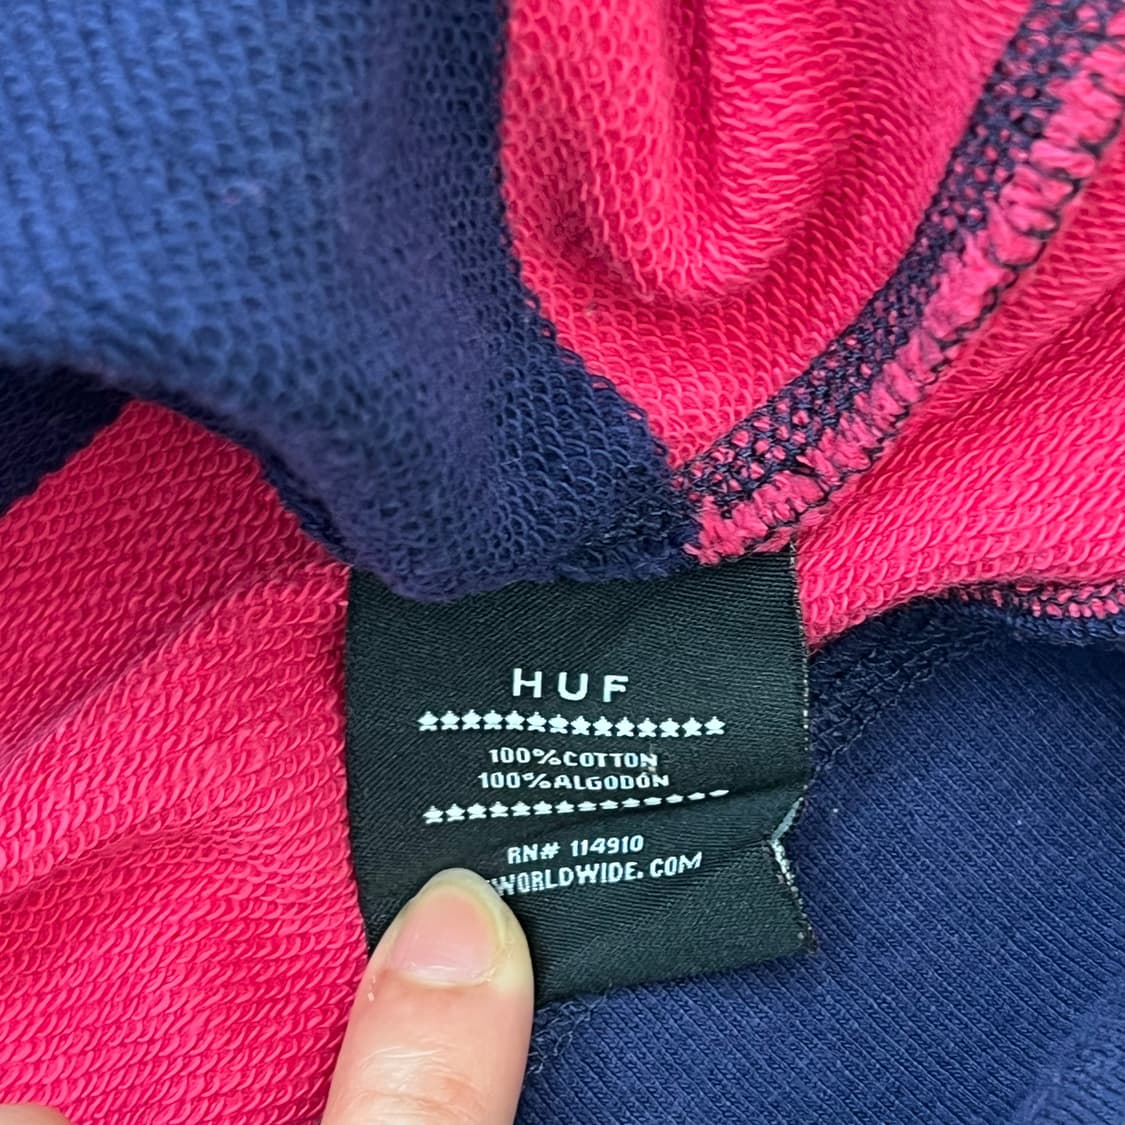 HUF
100%COTTON
100%ALGODÓN
RN# 114910
WORLDWIDE.COM